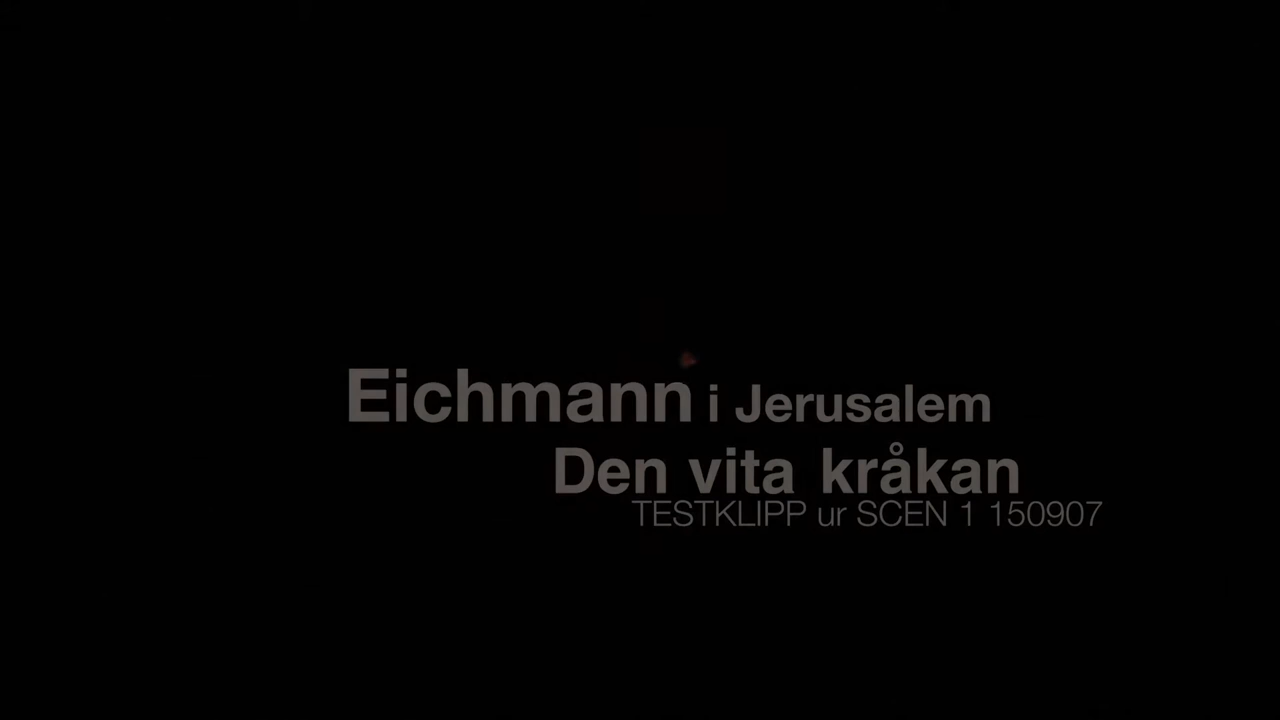 Eichmann i Jerusalem
Den vita kråkan
TESTKLIPP ur SCEN 1 150907